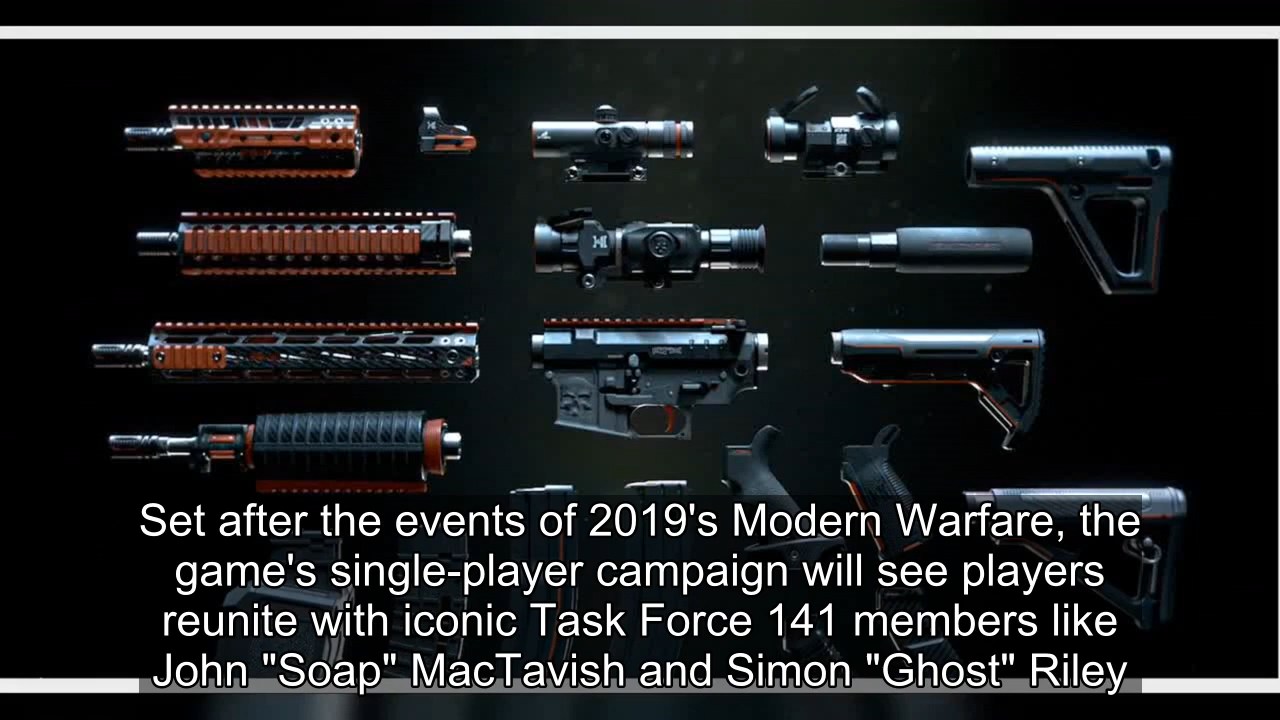 Set after the events of 2019's Modern Warfare, the
game's single-player campaign will see players
reunite with iconic Task Force 141 members like
John "Soap" MacTavish and Simon "Ghost" Riley